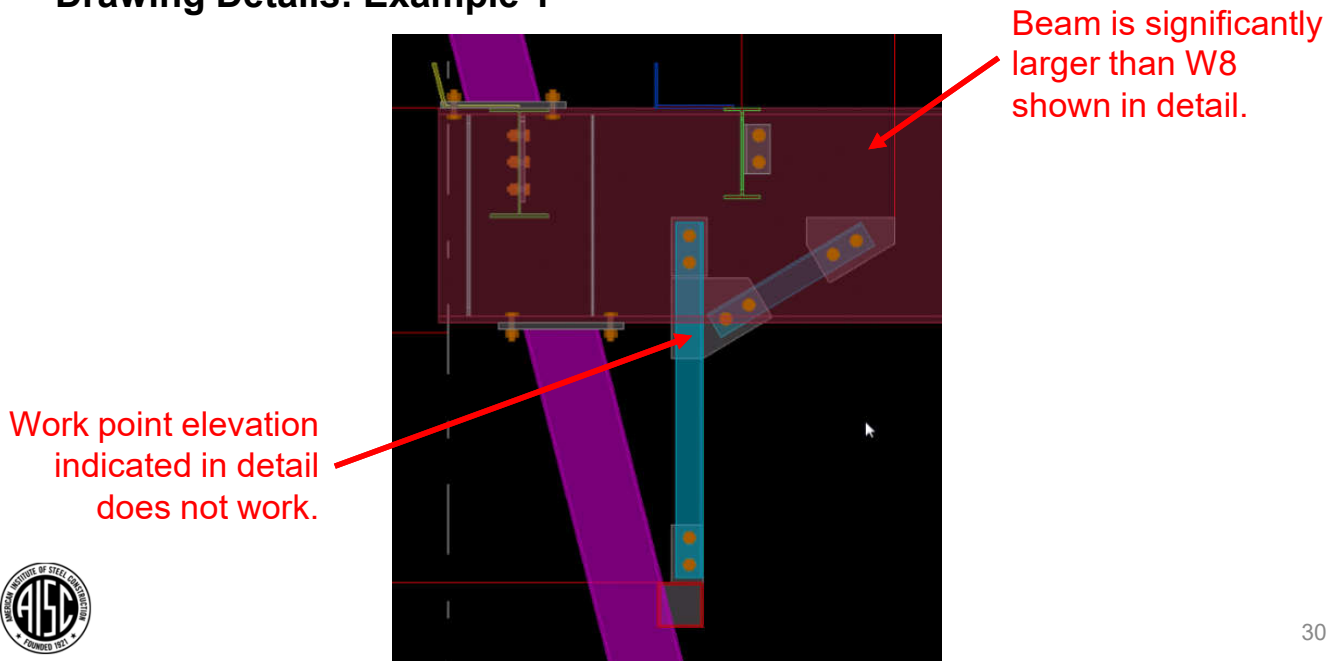 Drawing Details: Example 1
Beam is significantly
larger than W8
shown in detail.
Work point elevation
indicated in detail
does not work.
AMERICAN INSTITUTE OF STEEL CONSTRUCTION
AISC
FOUNDED 1921
30